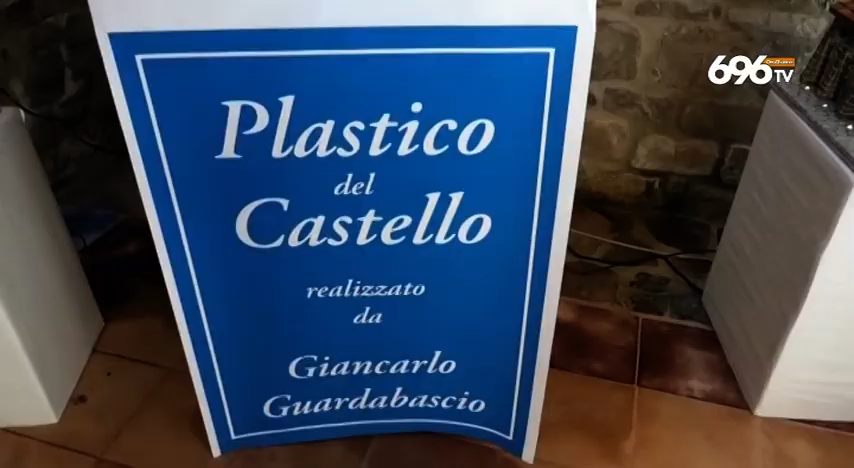 Plastico
del
Castello
realizzato
da
Giancarlo
Guardabascio
696
TV